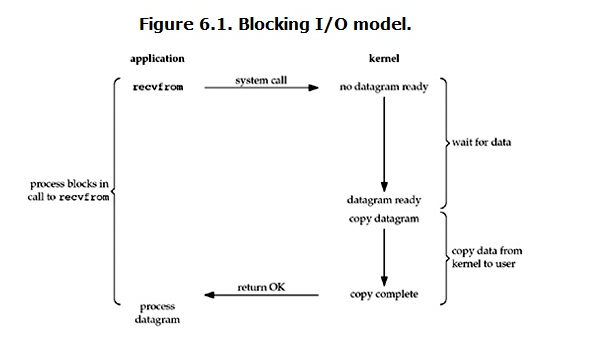 Figure 6.1. Blocking I/O model.
application
kernel
recvfrom
system call
no datagram ready
wait for data
process blocks in
call to recvfrom
datagram ready
copy datagram
copy data from
kernel to user
return OK
copy complete
process
datagram